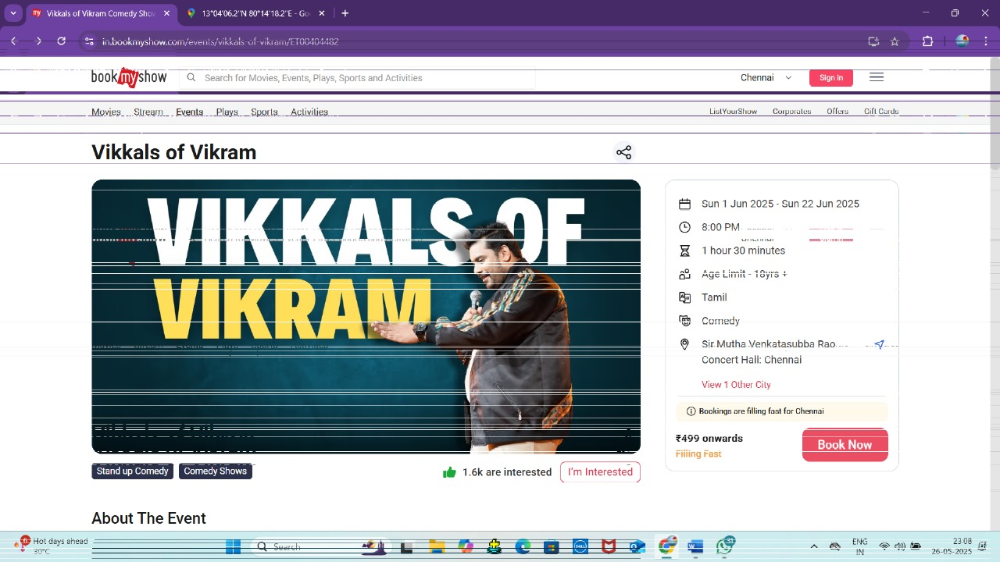 Vikkals of Vikram Comedy Show
13°04'06.2"N 80°14'18.2"E - Go
in.bookmyshow.com/events/vikkals-of-vikram/ET00404482
bookmyshow
Search for Movies, Events, Plays, Sports and Activities
Chennai
Sign in
Movies Stream Events Plays Sports Activities
ListYourShow Corporates Offers Gift Cards
Vikkals of Vikram
VIKKALS OF
VIKRAM
Sun 1 Jun 2025 - Sun 22 Jun 2025
8:00 PM
1 hour 30 minutes
Age Limit - 18yrs +
Tamil
Comedy
Sir Mutha Venkatasubba Rao
Concert Hall: Chennai
View 1 Other City
Bookings are filling fast for Chennai
₹499 onwards
Filling Fast
Book Now
Stand up Comedy Comedy Shows
1.6k are interested I'm Interested
About The Event
6
Hot days ahead
30°C
Search
ENG
IN
23:08
26-05-2025